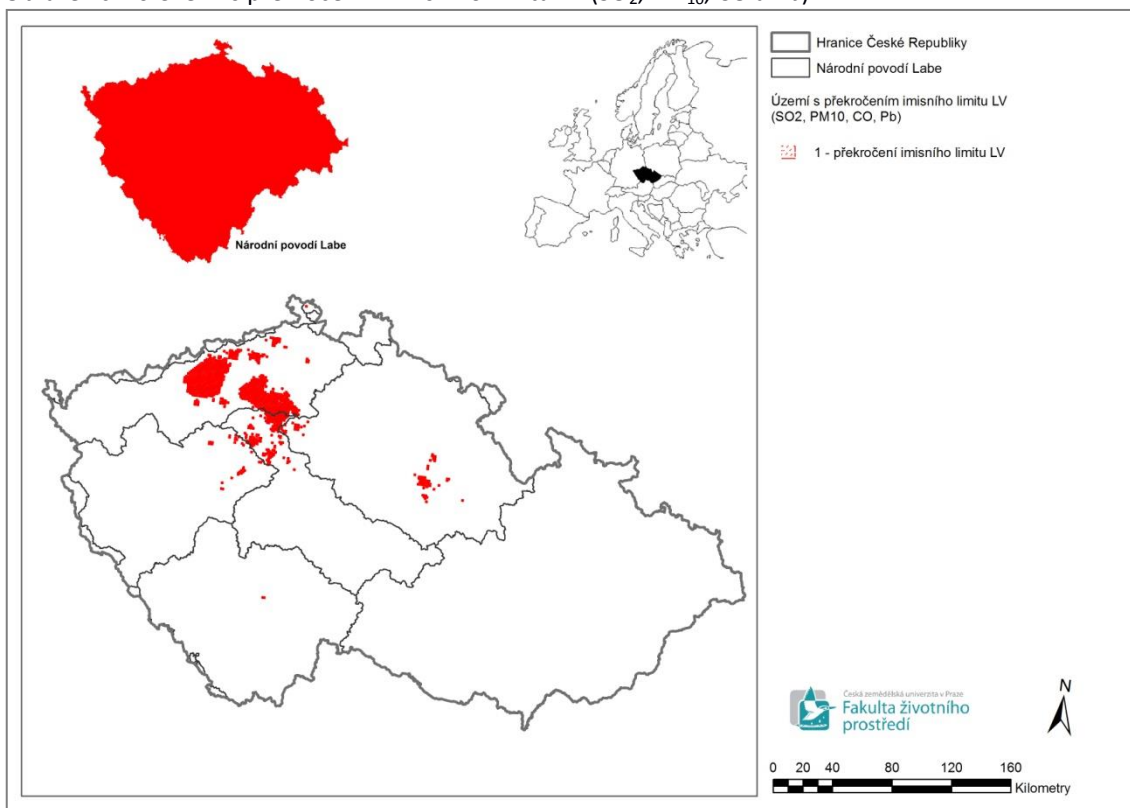 Hranice České Republiky
Národní povodí Labe
Území s překročením imisního limitu LV
(SO2, PM10, CO, Pb)
1 - překročení imisního limitu LV
Národní povodí Labe
Česká zemědělská univerzita v Praze
Fakulta životního
prostředí
N
0 20 40 80 120 160
Kilometry